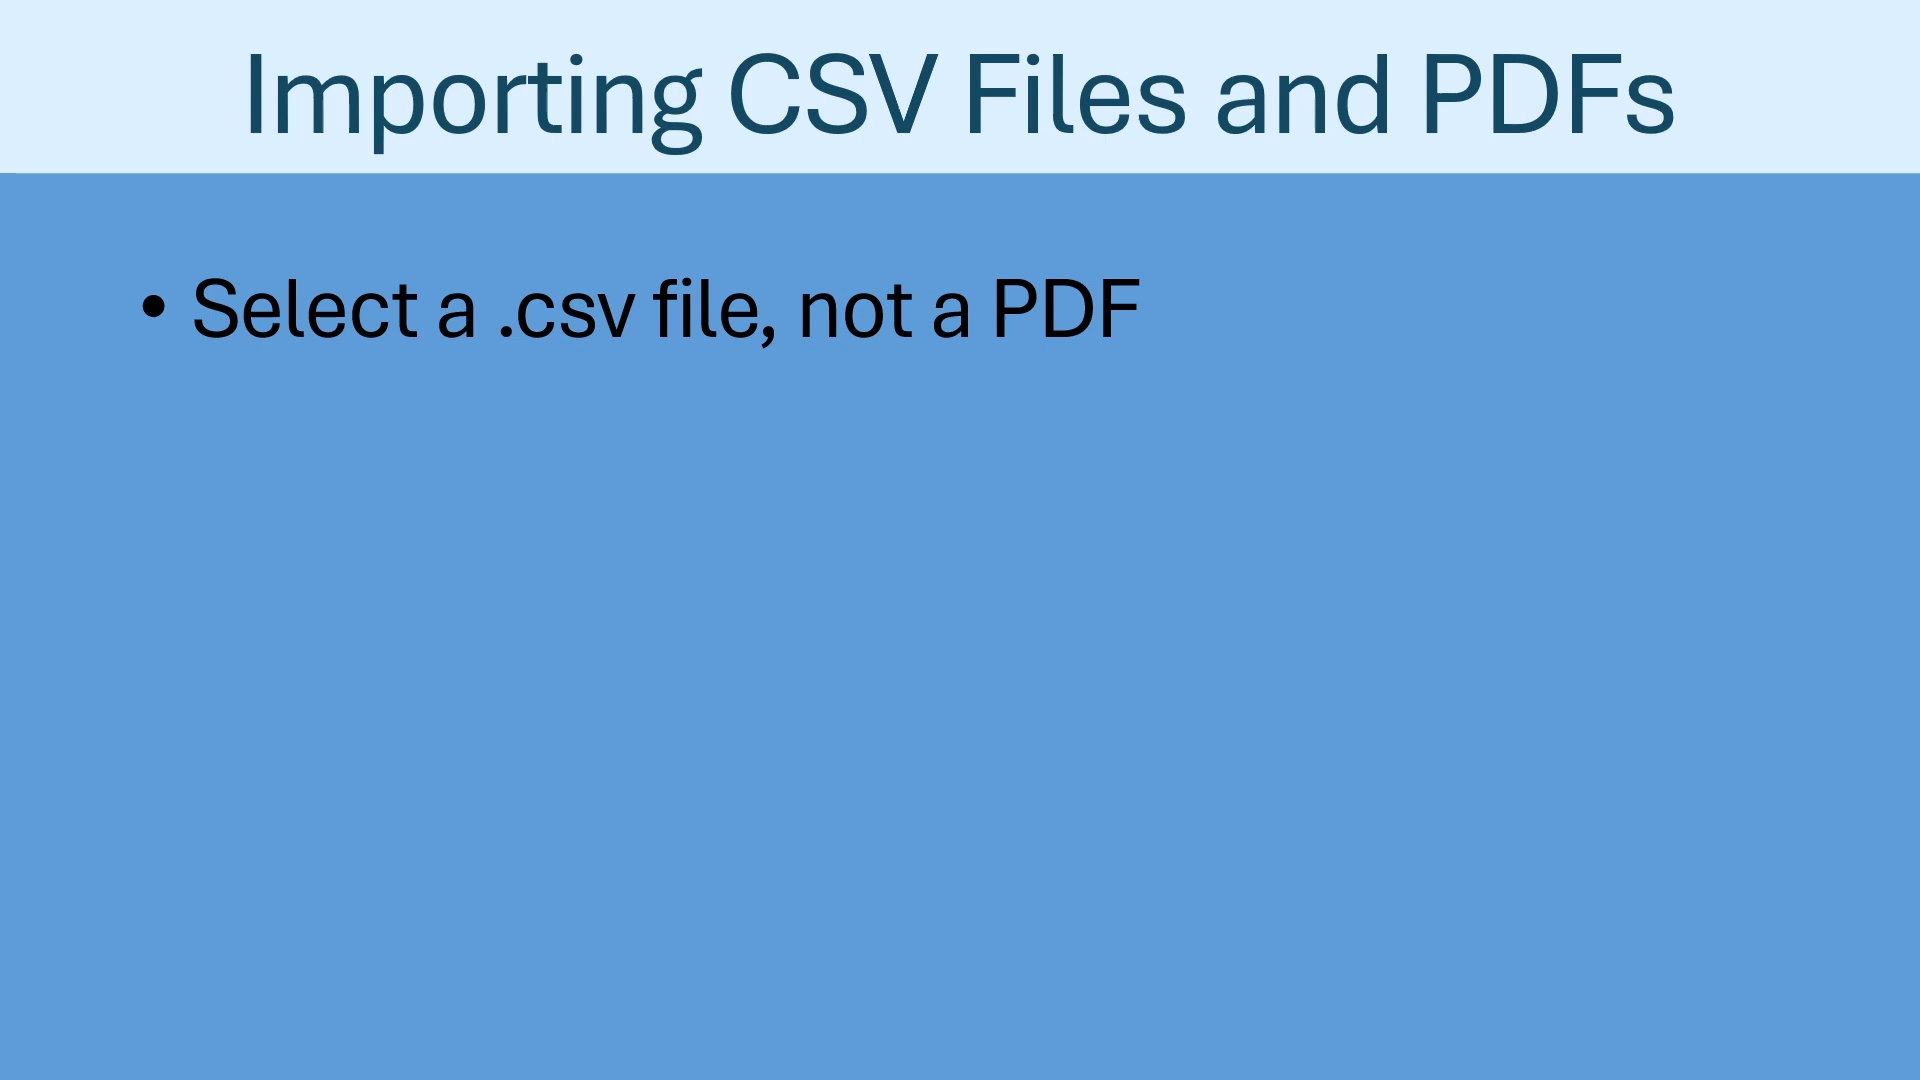 Importing CSV Files and PDFs
• Select a .csv file, not a PDF